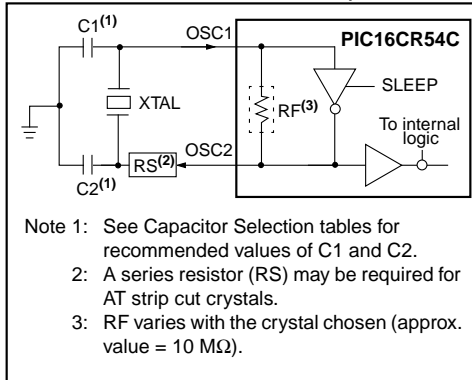 C1(1)
OSC1
PIC16CR54C
SLEEP
XTAL
RF(3)
To internal
logic
OSC2
RS(2)
C2(1)
Note 1: See Capacitor Selection tables for
recommended values of C1 and C2.
2: A series resistor (RS) may be required for
AT strip cut crystals.
3: RF varies with the crystal chosen (approx.
value = 10 MΩ).